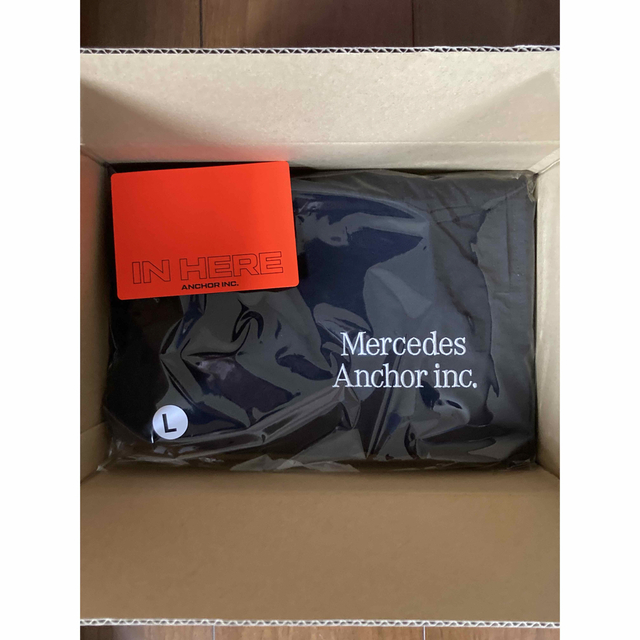 IN HERE
ANCHOR INC.
Mercedes
Anchor inc.
L